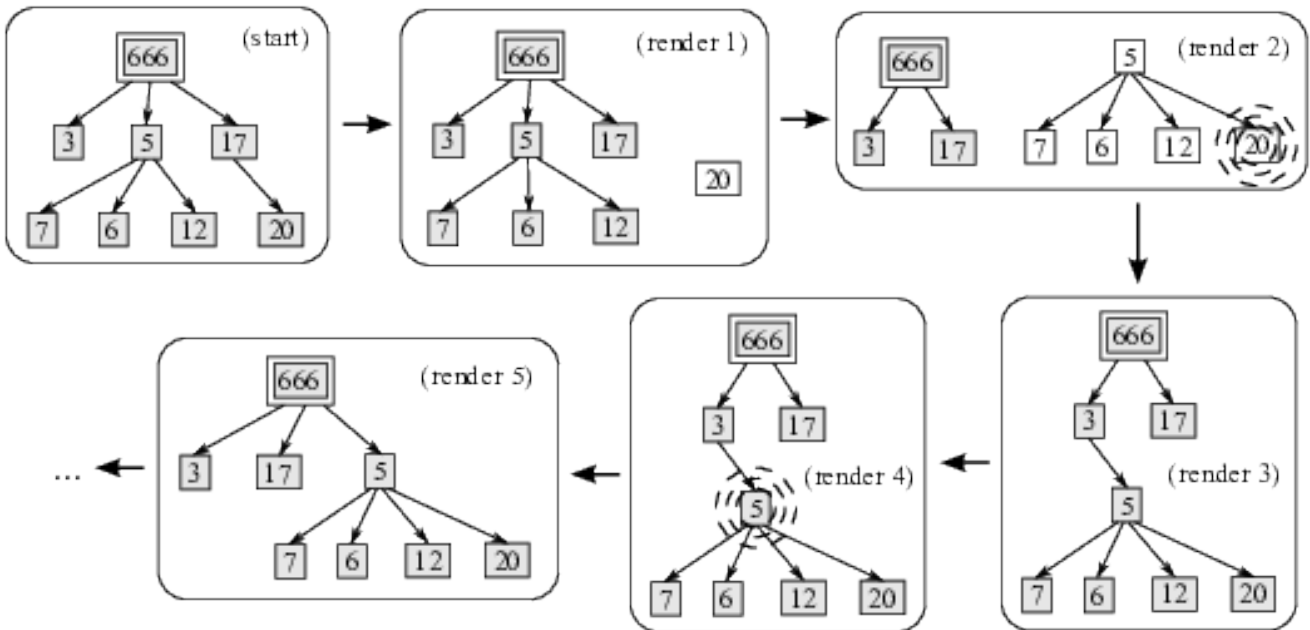 (start)
666
3 5 17
7 6 12 20
(render 1)
666
3 5 17
20
7 6 12
(render 2)
666 5
3 17 7 6 12 20
(render 3)
666
3 17
5
7 6 12 20
(render 4)
666
3 17
5
7 6 12 20
(render 5)
666
3 17 5
7 6 12 20
...